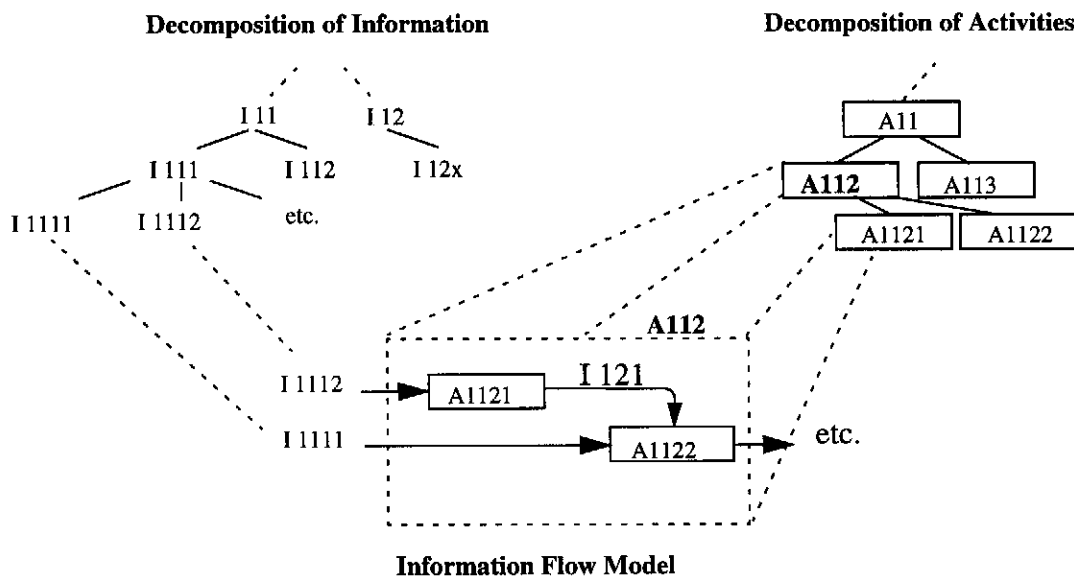 Decomposition of Information
Decomposition of Activities
I 11
I 12
A11
I 111
I 112
I 12x
A112
A113
I 1111
I 1112
etc.
A1121
A1122
A112
I 1112
A1121
I 121
I 1111
A1122
etc.
Information Flow Model